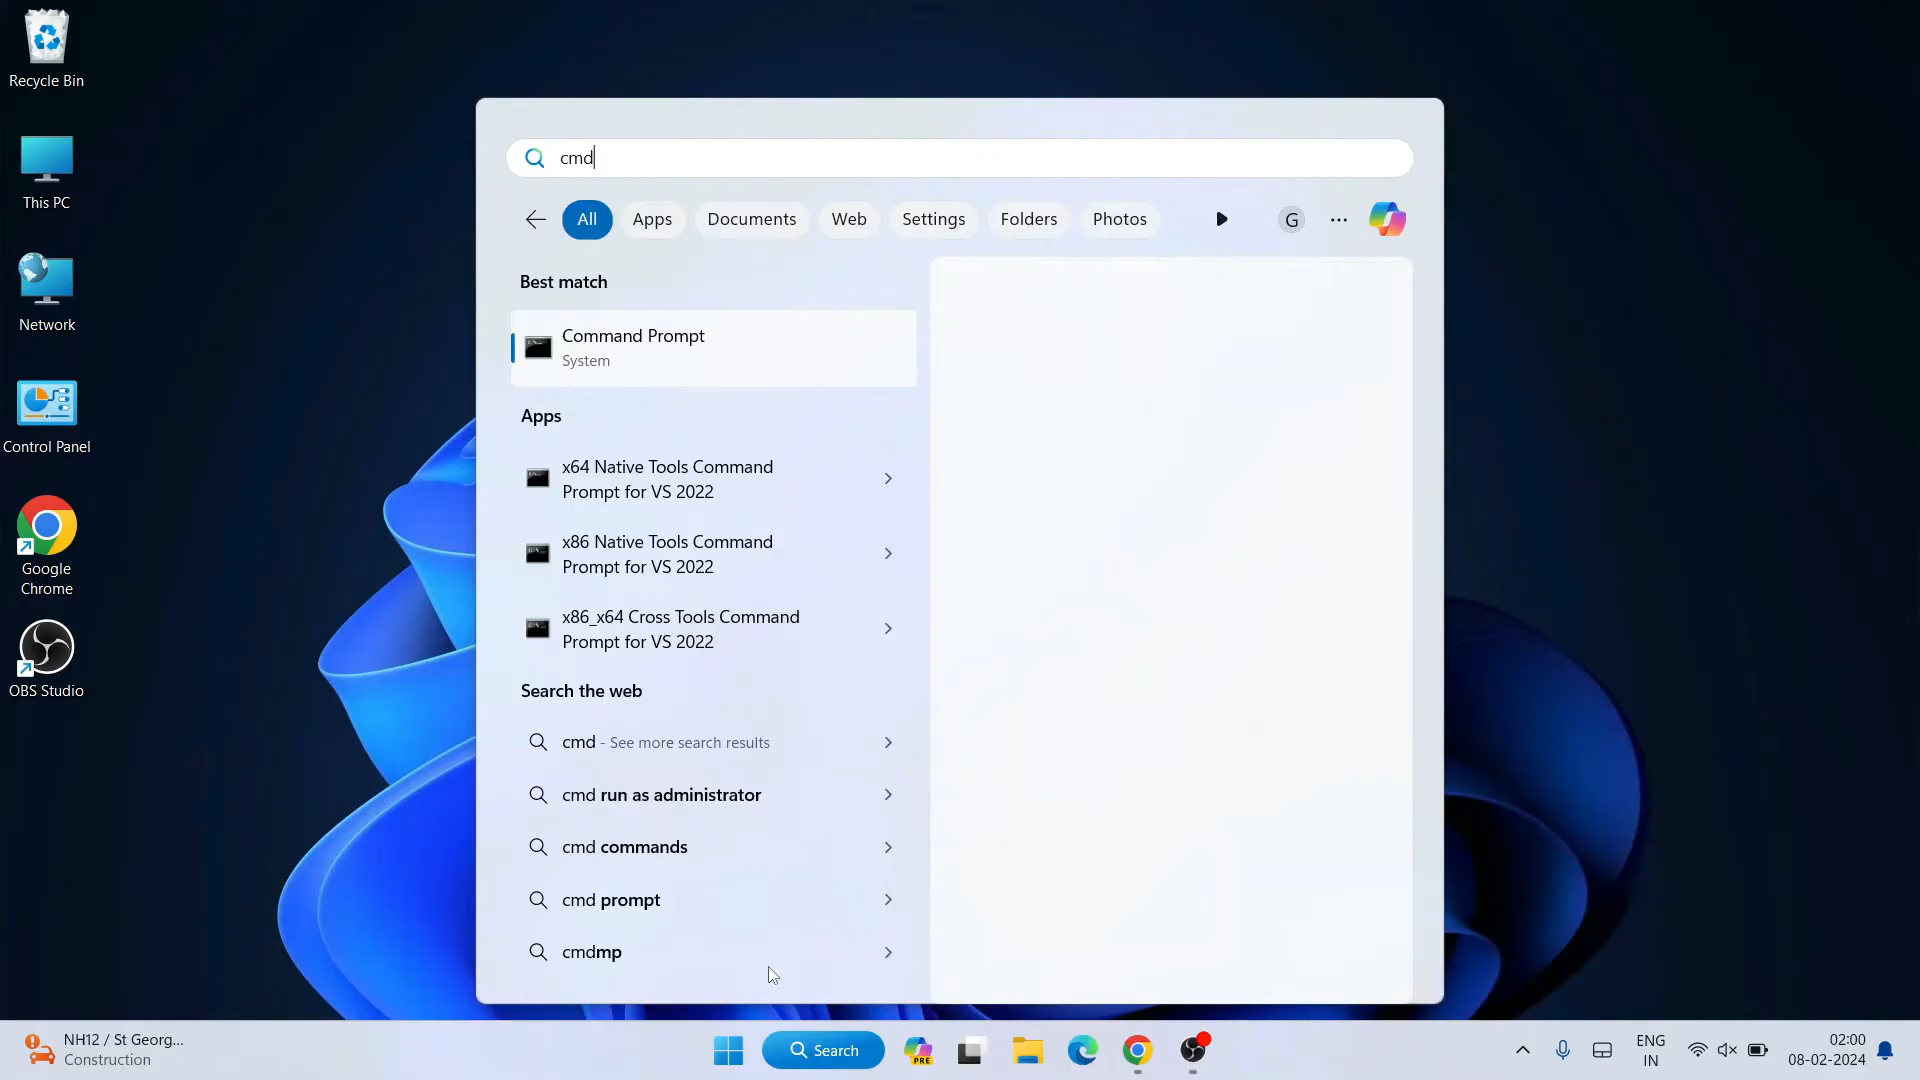 Recycle Bin
This PC
Network
Control Panel
Google
Chrome
OBS Studio
cmd
All
Apps
Documents
Web
Settings
Folders
Photos
G
Best match
Command Prompt
System
Apps
x64 Native Tools Command
Prompt for VS 2022
x86 Native Tools Command
Prompt for VS 2022
x86_x64 Cross Tools Command
Prompt for VS 2022
Search the web
cmd - See more search results
cmd run as administrator
cmd commands
cmd prompt
cmdmp
NH12 / St Georg...
Construction
Search
PRE
ENG
IN
02:00
08-02-2024